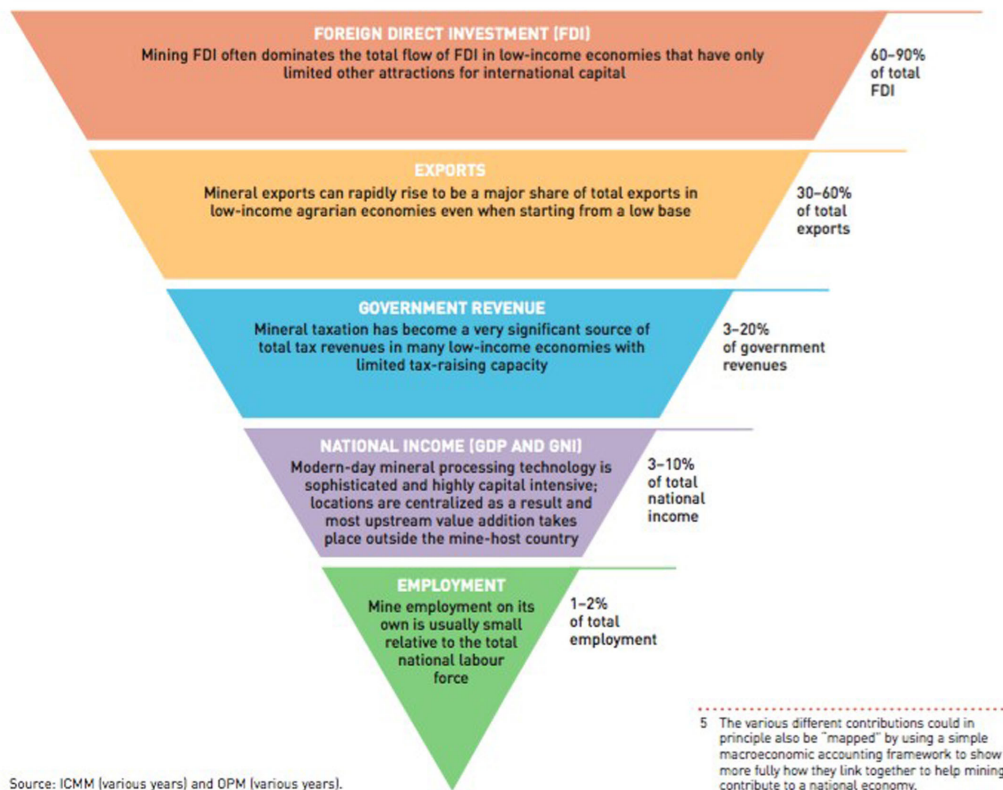 FOREIGN DIRECT INVESTMENT (FDI)
Mining FDI often dominates the total flow of FDI in low-income economies that have only
limited other attractions for international capital
60–90%
of total
FDI
EXPORTS
Mineral exports can rapidly rise to be a major share of total exports in
low-income agrarian economies even when starting from a low base
30–60%
of total
exports
GOVERNMENT REVENUE
Mineral taxation has become a very significant source of
total tax revenues in many low-income economies with
limited tax-raising capacity
3–20%
of government
revenues
NATIONAL INCOME (GDP AND GNI)
Modern-day mineral processing technology is
sophisticated and highly capital intensive;
locations are centralized as a result and
most upstream value addition takes
place outside the mine-host country
3–10%
of total
national
income
EMPLOYMENT
Mine employment on its
own is usually small
relative to the total
national labour
force
1–2%
of total
employment
5 The various different contributions could in
principle also be “mapped” by using a simple
macroeconomic accounting framework to show
more fully how they link together to help mining
contribute to a national economy.
Source: ICMM (various years) and OPM (various years).